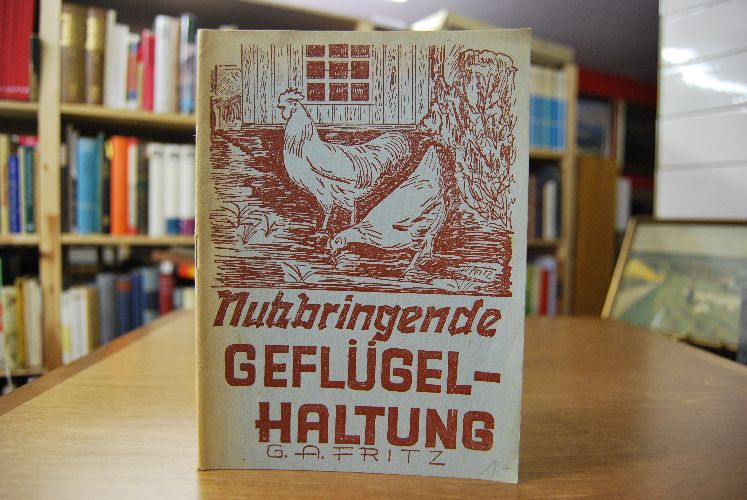 Nutzbringende
GEFLÜGEL-
HALTUNG
G. A. FRITZ